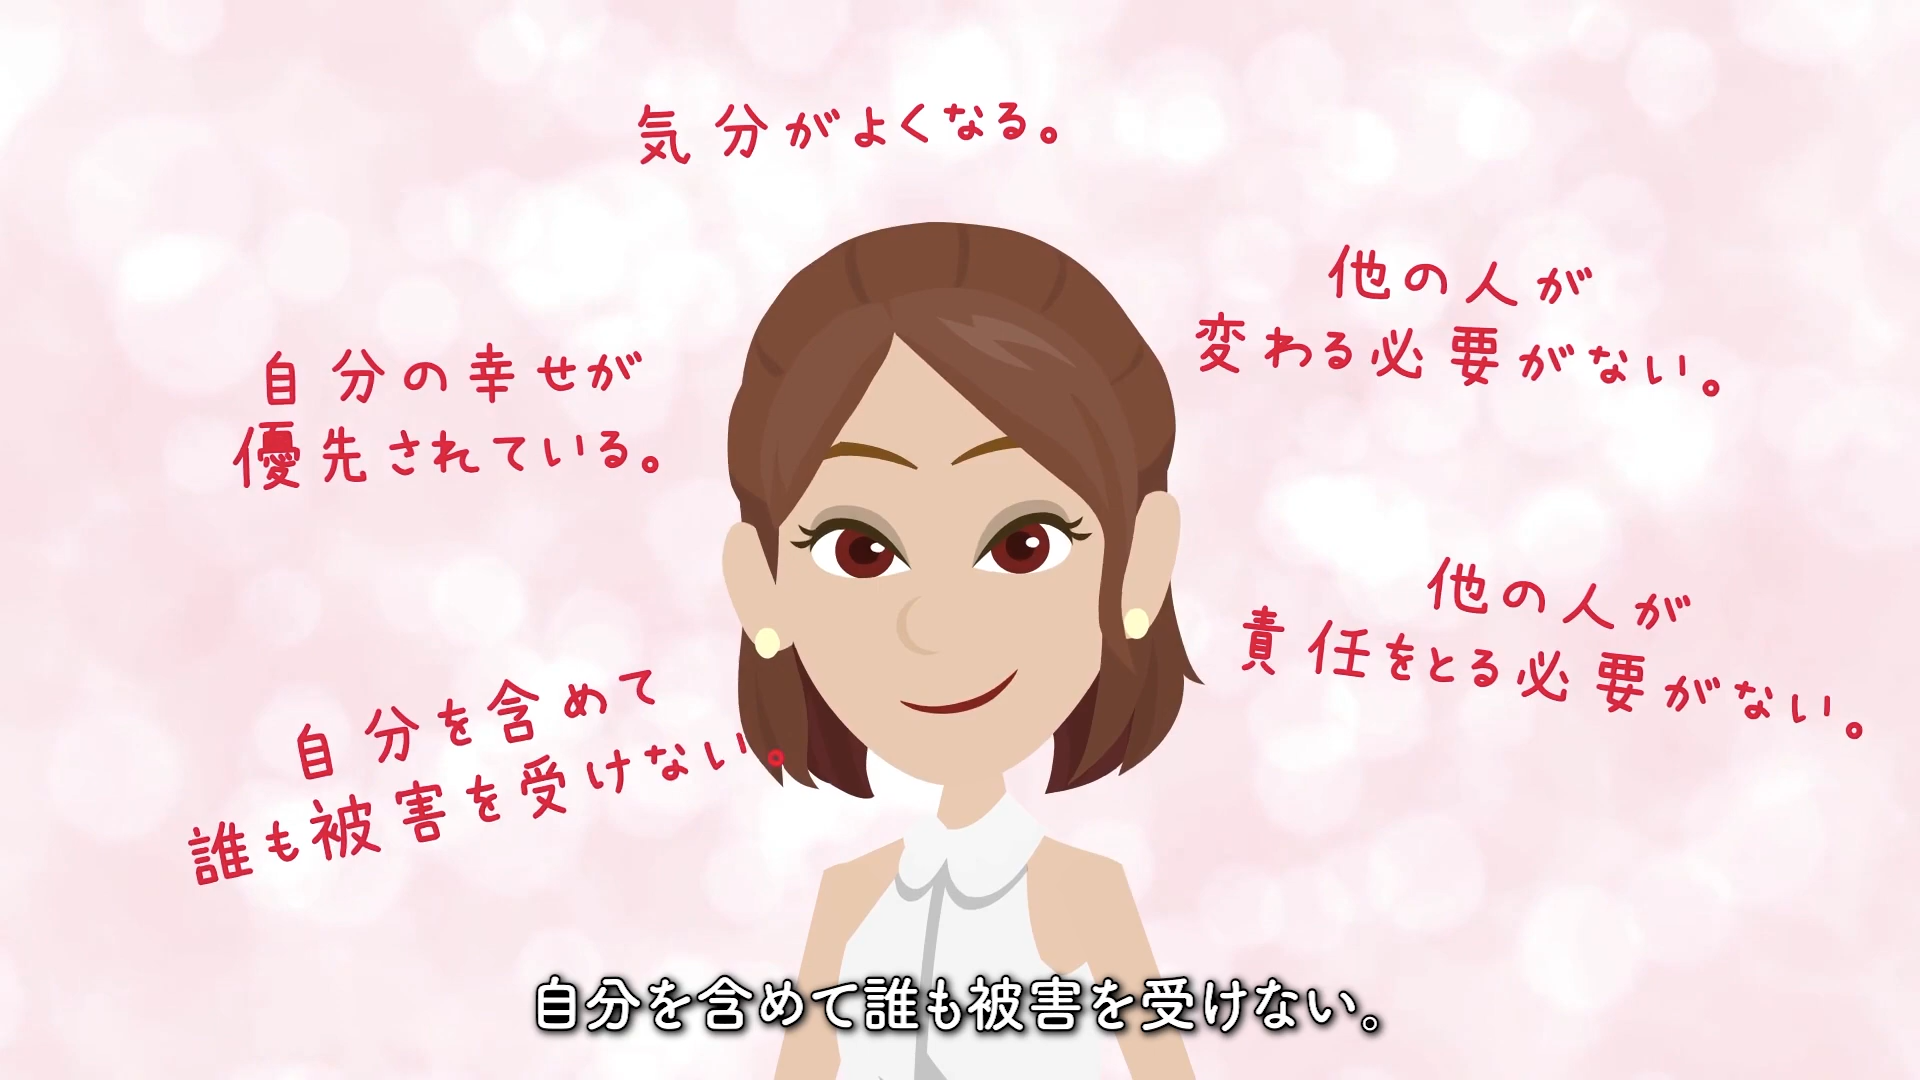 気分がよくなる。
自分の幸せが
優先されている。
他の人が
変わる必要がない。
自分を含めて
誰も被害を受けない。
他の人が
責任をとる必要がない。
自分を含めて誰も被害を受けない。